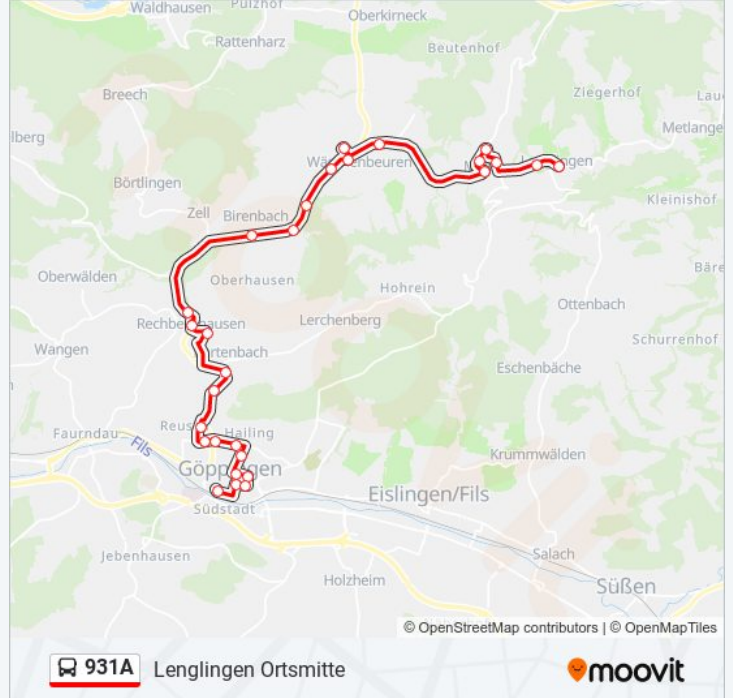 Waldhausen
Pulzhof
Oberkirneck
Rattenharz
Beutenhof
Breech
Ziegerhof
Metlange
Börtlingen
Kleinishof
Zell
Birenbach
Oberwälden
Oberhausen
Hohrein
Ottenbach
Lerchenberg
Wangen
Schurrenhof
Eschenbäche
Faurndau
Hailing
Fils
Krummwälden
Göppingen
Eislingen/Fils
Südstadt
Jebenhausen
Salach
Holzheim
Süßen
© OpenStreetMap contributors | © OpenMapTiles
931A Lenglingen Ortsmitte
moovit